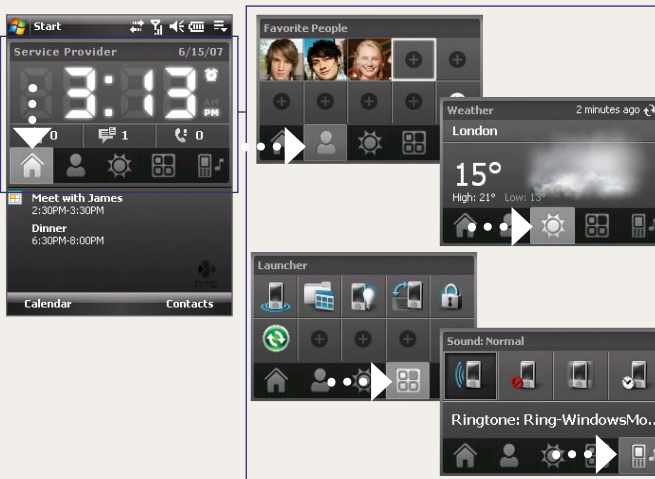 Start
Service Provider 6/15/07
3:13
AM
PM
0 1 0
Meet with James
2:30PM-3:30PM
Dinner
6:30PM-8:00PM
hTC
Calendar Contacts
Favorite People
Weather 2 minutes ago
London
15°
High: 21° Low: 13°
Launcher
Sound: Normal
Ringtone: Ring-WindowsMo..